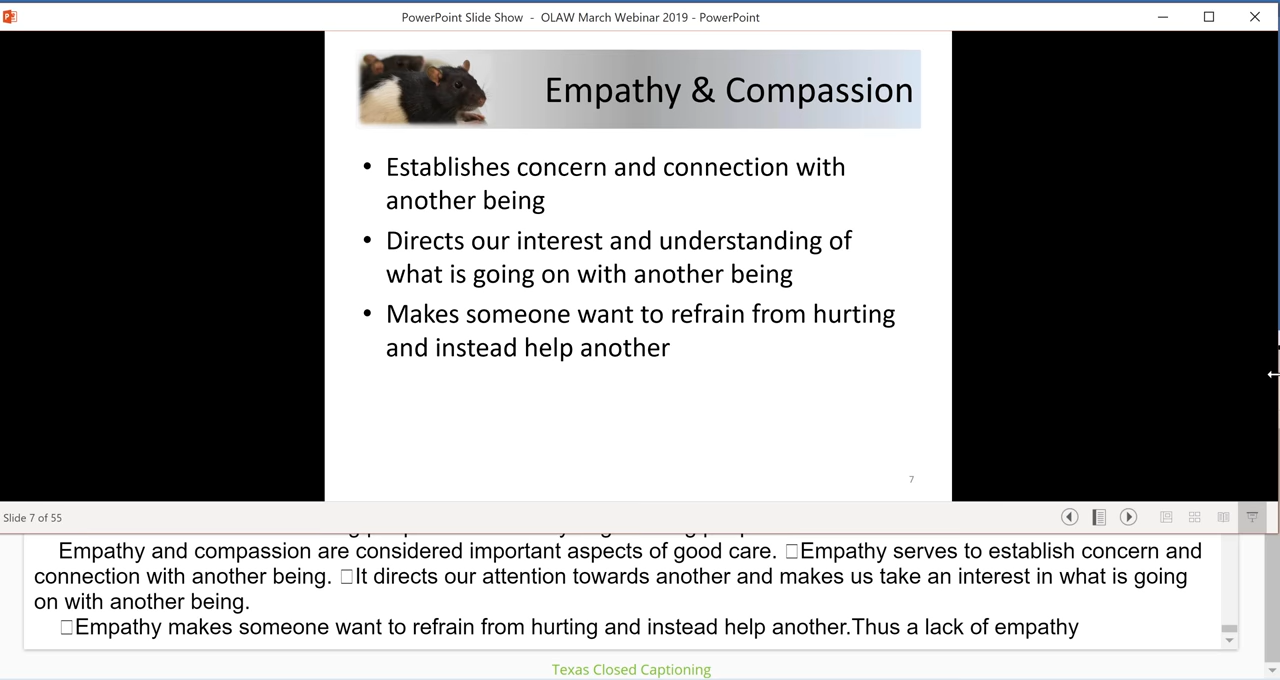 PowerPoint Slide Show - OLAW March Webinar 2019 - PowerPoint
Empathy & Compassion
• Establishes concern and connection with
another being
• Directs our interest and understanding of
what is going on with another being
• Makes someone want to refrain from hurting
and instead help another
7
Slide 7 of 55
Empathy and compassion are considered important aspects of good care. □Empathy serves to establish concern and
connection with another being. □It directs our attention towards another and makes us take an interest in what is going
on with another being.
□Empathy makes someone want to refrain from hurting and instead help another.Thus a lack of empathy
Texas Closed Captioning